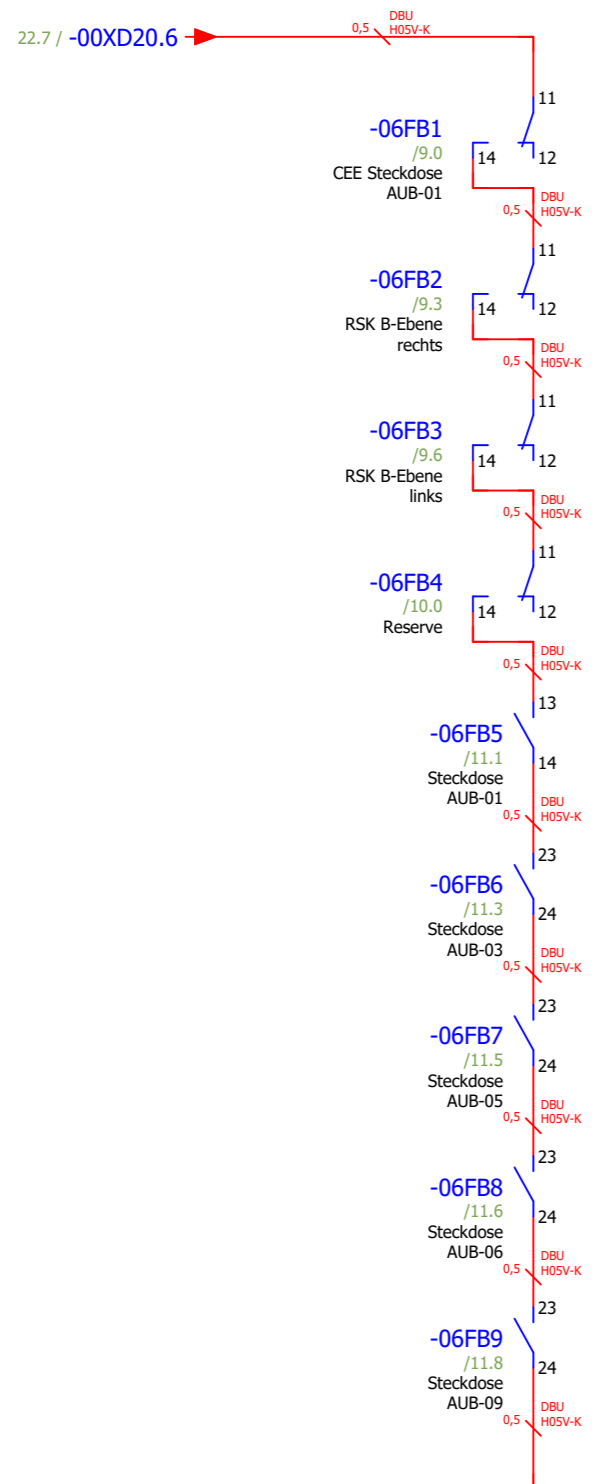 22.7 / -00XD20.6
0,5 DBU
H05V-K
11
-06FB1
/9.0
14 12
CEE Steckdose
AUB-01
0,5 DBU
H05V-K
11
-06FB2
/9.3
14 12
RSK B-Ebene
rechts
0,5 DBU
H05V-K
11
-06FB3
/9.6
14 12
RSK B-Ebene
links
0,5 DBU
H05V-K
11
-06FB4
/10.0
14 12
Reserve
0,5 DBU
H05V-K
13
-06FB5
/11.1
14
Steckdose
AUB-01
0,5 DBU
H05V-K
23
-06FB6
/11.3
24
Steckdose
AUB-03
0,5 DBU
H05V-K
23
-06FB7
/11.5
24
Steckdose
AUB-05
0,5 DBU
H05V-K
23
-06FB8
/11.6
24
Steckdose
AUB-06
0,5 DBU
H05V-K
23
-06FB9
/11.8
24
Steckdose
AUB-09
0,5 DBU
H05V-K